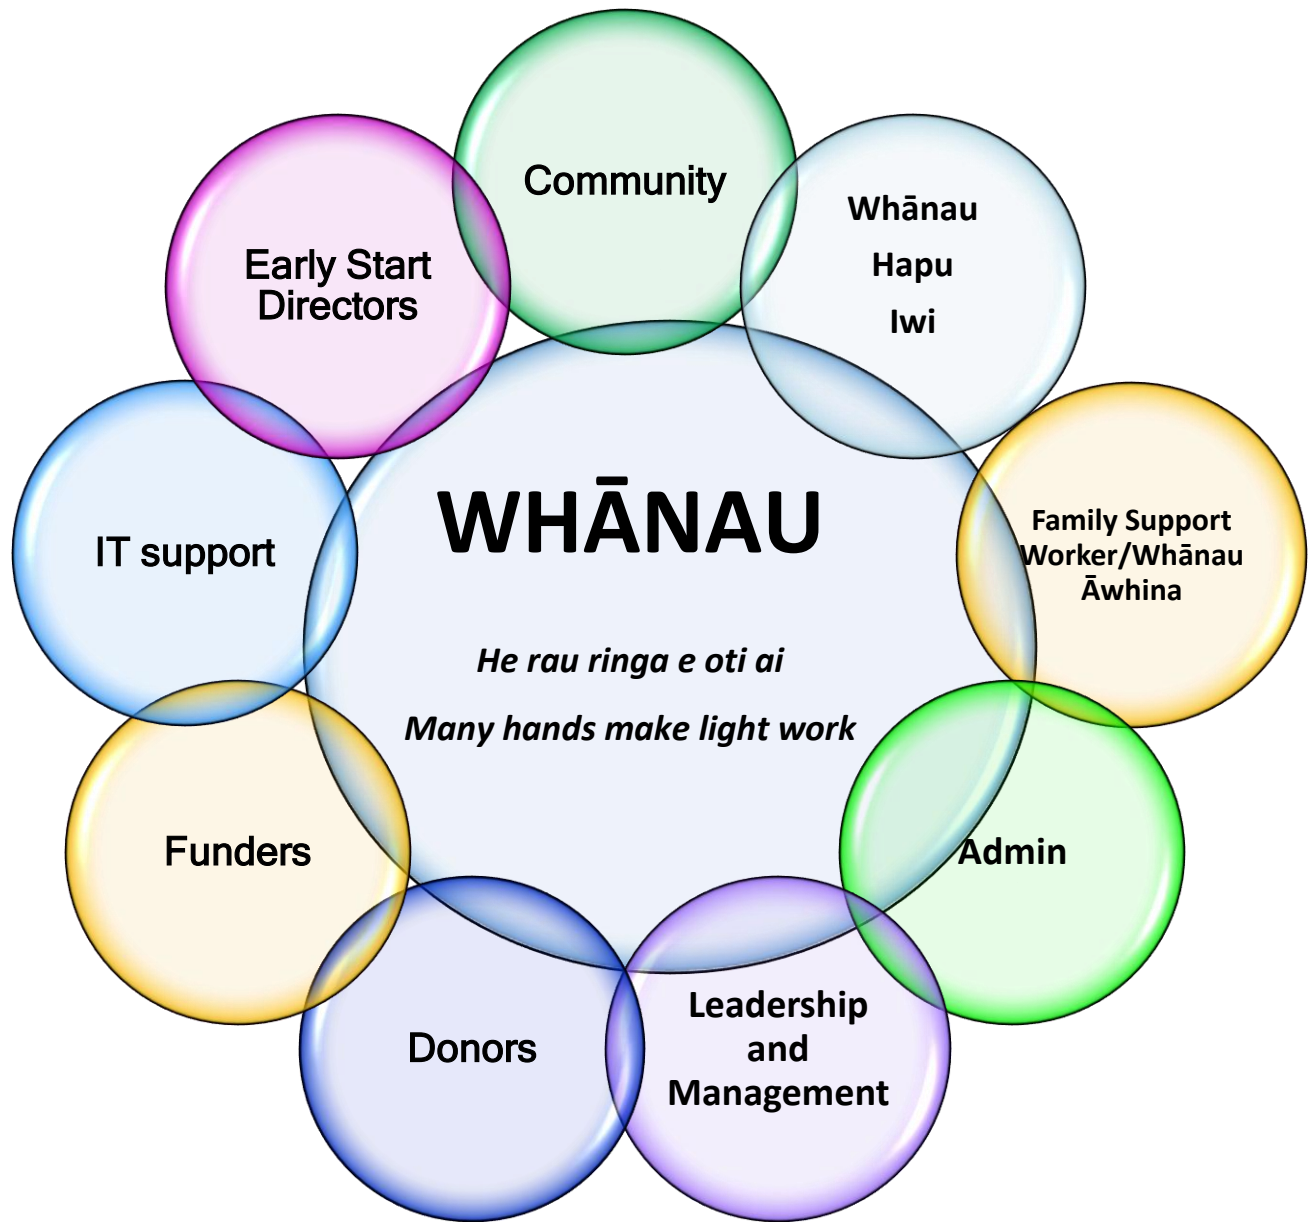 Community
Whānau
Hapu
Iwi
Early Start
Directors
Family Support
Worker/Whānau
Āwhina
IT support
WHĀNAU
He rau ringa e oti ai
Many hands make light work
Admin
Funders
Leadership
and
Management
Donors